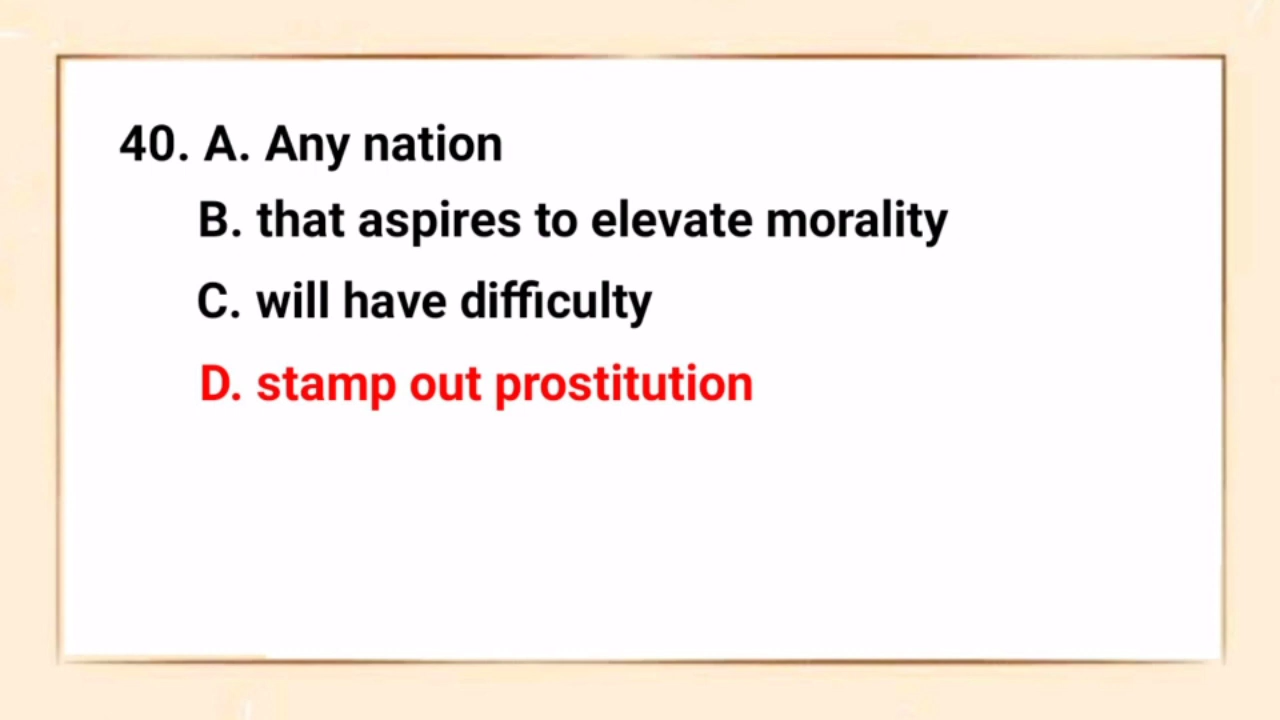 40. A. Any nation
B. that aspires to elevate morality
C. will have difficulty
D. stamp out prostitution